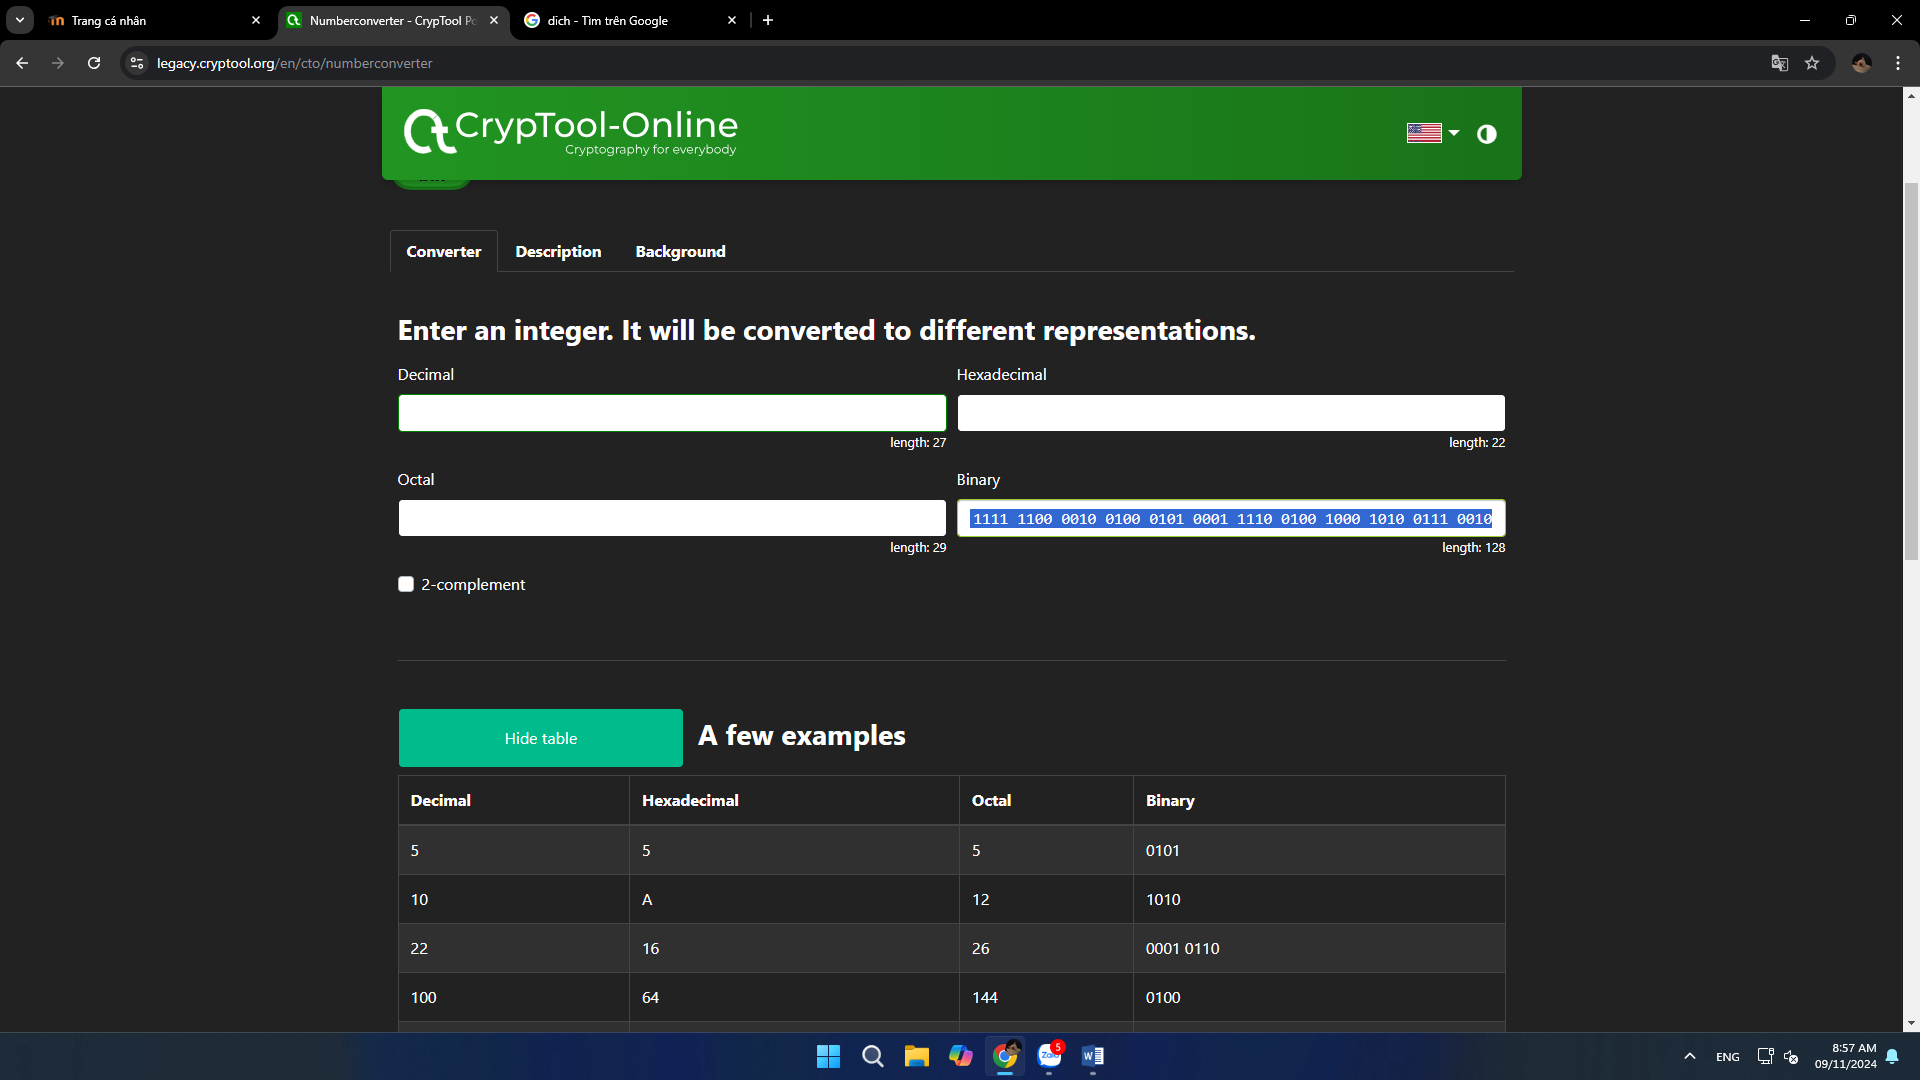 Trang cá nhân
Numberconverter - CrypTool Po
dich - Tìm trên Google
legacy.cryptool.org/en/cto/numberconverter
CrypTool-Online
Cryptography for everybody
Converter
Description
Background
Enter an integer. It will be converted to different representations.
Decimal
Hexadecimal
length: 27
length: 22
Octal
Binary
1111 1100 0010 0100 0101 0001 1110 0100 1000 1010 0111 0010
length: 29
length: 128
2-complement
Hide table
A few examples
Decimal Hexadecimal Octal Binary
5 5 5 0101
10 A 12 1010
22 16 26 0001 0110
100 64 144 0100
Zalo
5
ENG
8:57 AM
09/11/2024